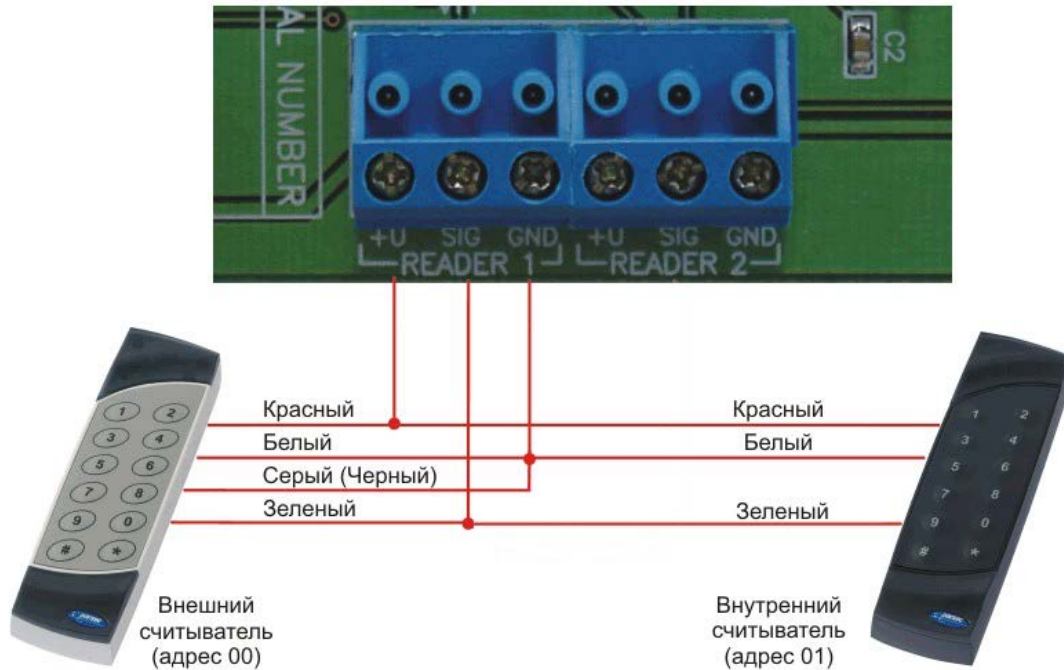 AL NUMBER
C2
+U SIG GND +U SIG GND
READER 1 READER 2
Красный Красный
Белый Белый
Серый (Черный)
Зеленый Зеленый
1 2
3 4
5 6
7 8
9 0
# *
1 2
3 4
5 6
7 8
9 0
# *
Внешний
считыватель
(адрес 00)
Внутренний
считыватель
(адрес 01)